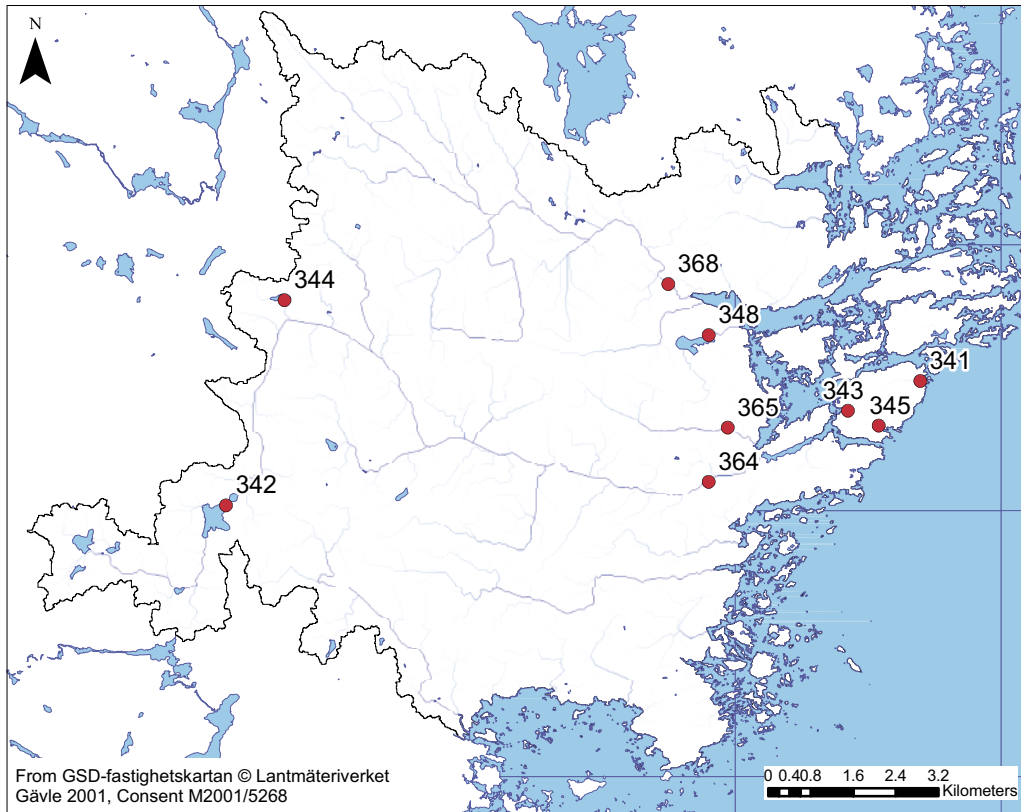 N
344
368
348
341
343
345
365
364
342
From GSD-fastighetskartan © Lantmäteriverket
Gävle 2001, Consent M2001/5268
0 0.40.8 1.6 2.4 3.2
Kilometers